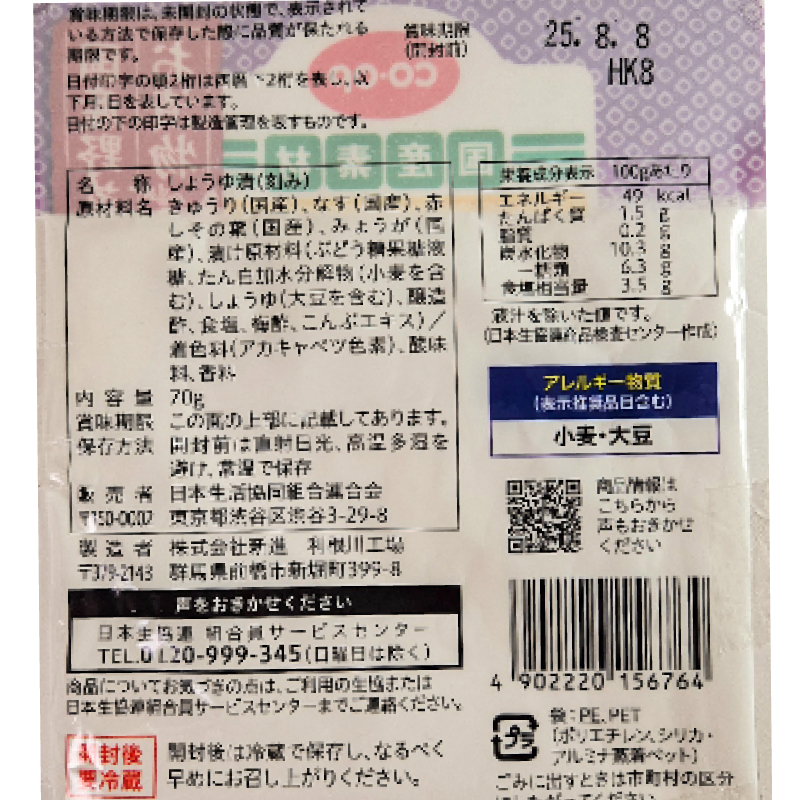 賞味期限は、未開封の状態で、表示されて
いる方法で保存した際に品質が保たれる
期限です。
日付印字の頭2桁は西暦下2桁を表し、以
下月、日を表しています。
日付の下の印字は製造管理を表すものです。
賞味期限
(開封前)
25. 8. 8
HK8
co・op
国産素材
名称 しょうゆ漬(刻み)
原材料名 きゅうり(国産)、なす(国産)、赤
しその葉(国産)、みょうが(国
産)、漬け原材料(ぶどう糖果糖液
糖、たん白加水分解物(小麦を含
む)、しょうゆ(大豆を含む)、醸造
酢、食塩、梅酢、こんぶエキス)/
着色料(アカキャベツ色素)、酸味
料、香料
内容量 70g
賞味期限 この面の上部に記載してあります。
保存方法 開封前は直射日光、高温多湿を
避け、常温で保存
販売者 日本生活協同組合連合会
〒150-0002 東京都渋谷区渋谷3-29-8
製造者 株式会社新進 利根川工場
〒379-2143 群馬県前橋市新堀町399-8
声をおきかせください
日本生協連 組合員サービスセンター
TEL.0120-999-345(日曜日は除く)
商品についてお気づきの点は、ご利用の生協または
日本生協連組合員サービスセンターまでご連絡ください。
開封後
要冷蔵
開封後は冷蔵で保存し、なるべく
早めにお召し上がりください。
栄養成分表示 100gあたり
エネルギー 49 kcal
たんぱく質 1.5 g
脂質 0.2 g
炭水化物 10.3 g
－糖類 6.3 g
食塩相当量 3.5 g
液汁を除いた値です。
(日本生協連商品検査センター作成)
アレルギー物質
(表示推奨品目含む)
小麦・大豆
商品情報は
こちらから
声もおきかせ
ください
4 902220 156764
プラ
袋:PE、PET
(ポリエチレン、シリカ・
アルミナ蒸着ペット)
ごみに出すときは市町村の区分
にしたがってください。